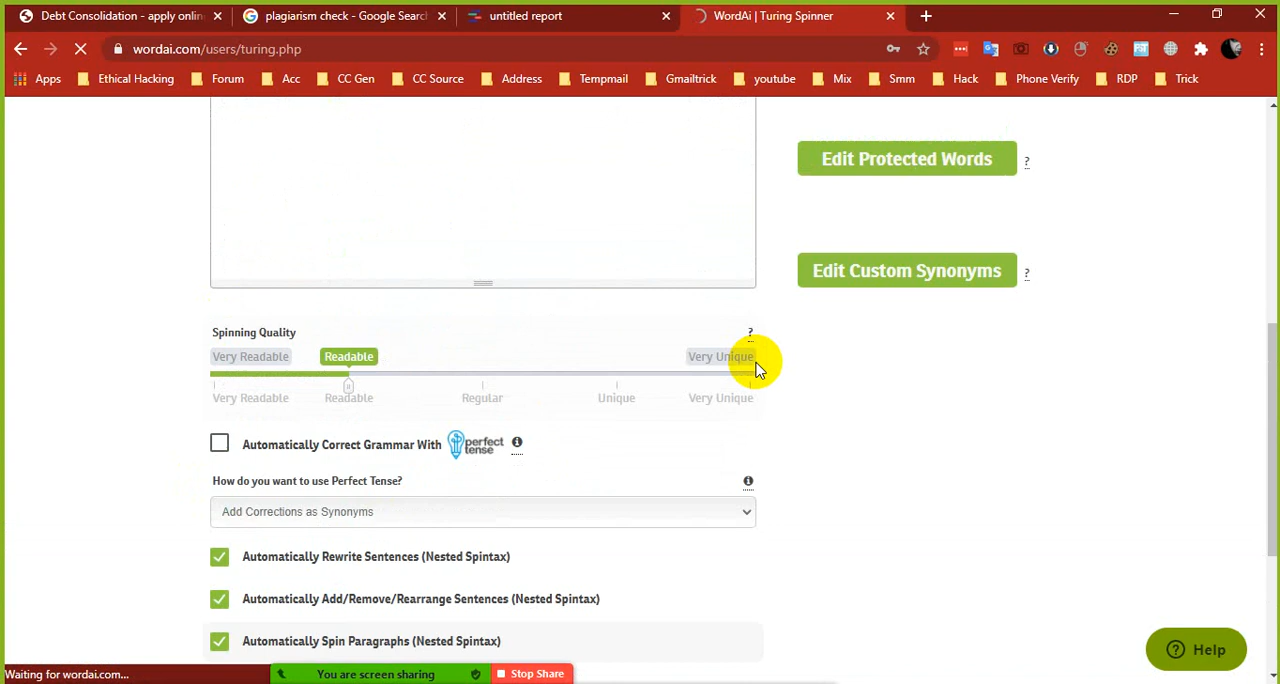 Debt Consolidation - apply onlin
plagiarism check - Google Search
untitled report
WordAi | Turing Spinner
wordai.com/users/turing.php
Apps
Ethical Hacking
Forum
Acc
CC Gen
CC Source
Address
Tempmail
Gmailtrick
youtube
Mix
Smm
Hack
Phone Verify
RDP
Trick
Edit Protected Words ?
Edit Custom Synonyms ?
Spinning Quality ?
Very Readable Readable Very Unique
Very Readable Readable Regular Unique Very Unique
Automatically Correct Grammar With perfect tense
How do you want to use Perfect Tense?
Add Corrections as Synonyms
Automatically Rewrite Sentences (Nested Spintax)
Automatically Add/Remove/Rearrange Sentences (Nested Spintax)
Automatically Spin Paragraphs (Nested Spintax)
Help
Waiting for wordai.com...
You are screen sharing
Stop Share